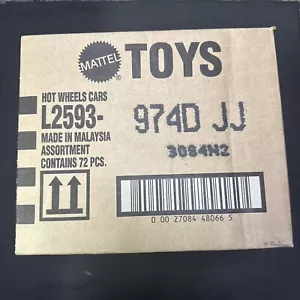 MATTEL
TOYS
HOT WHEELS CARS
L2593-
MADE IN MALAYSIA
ASSORTMENT
CONTAINS 72 PCS.
974D JJ
3084N2
0 00 27084 48066 5